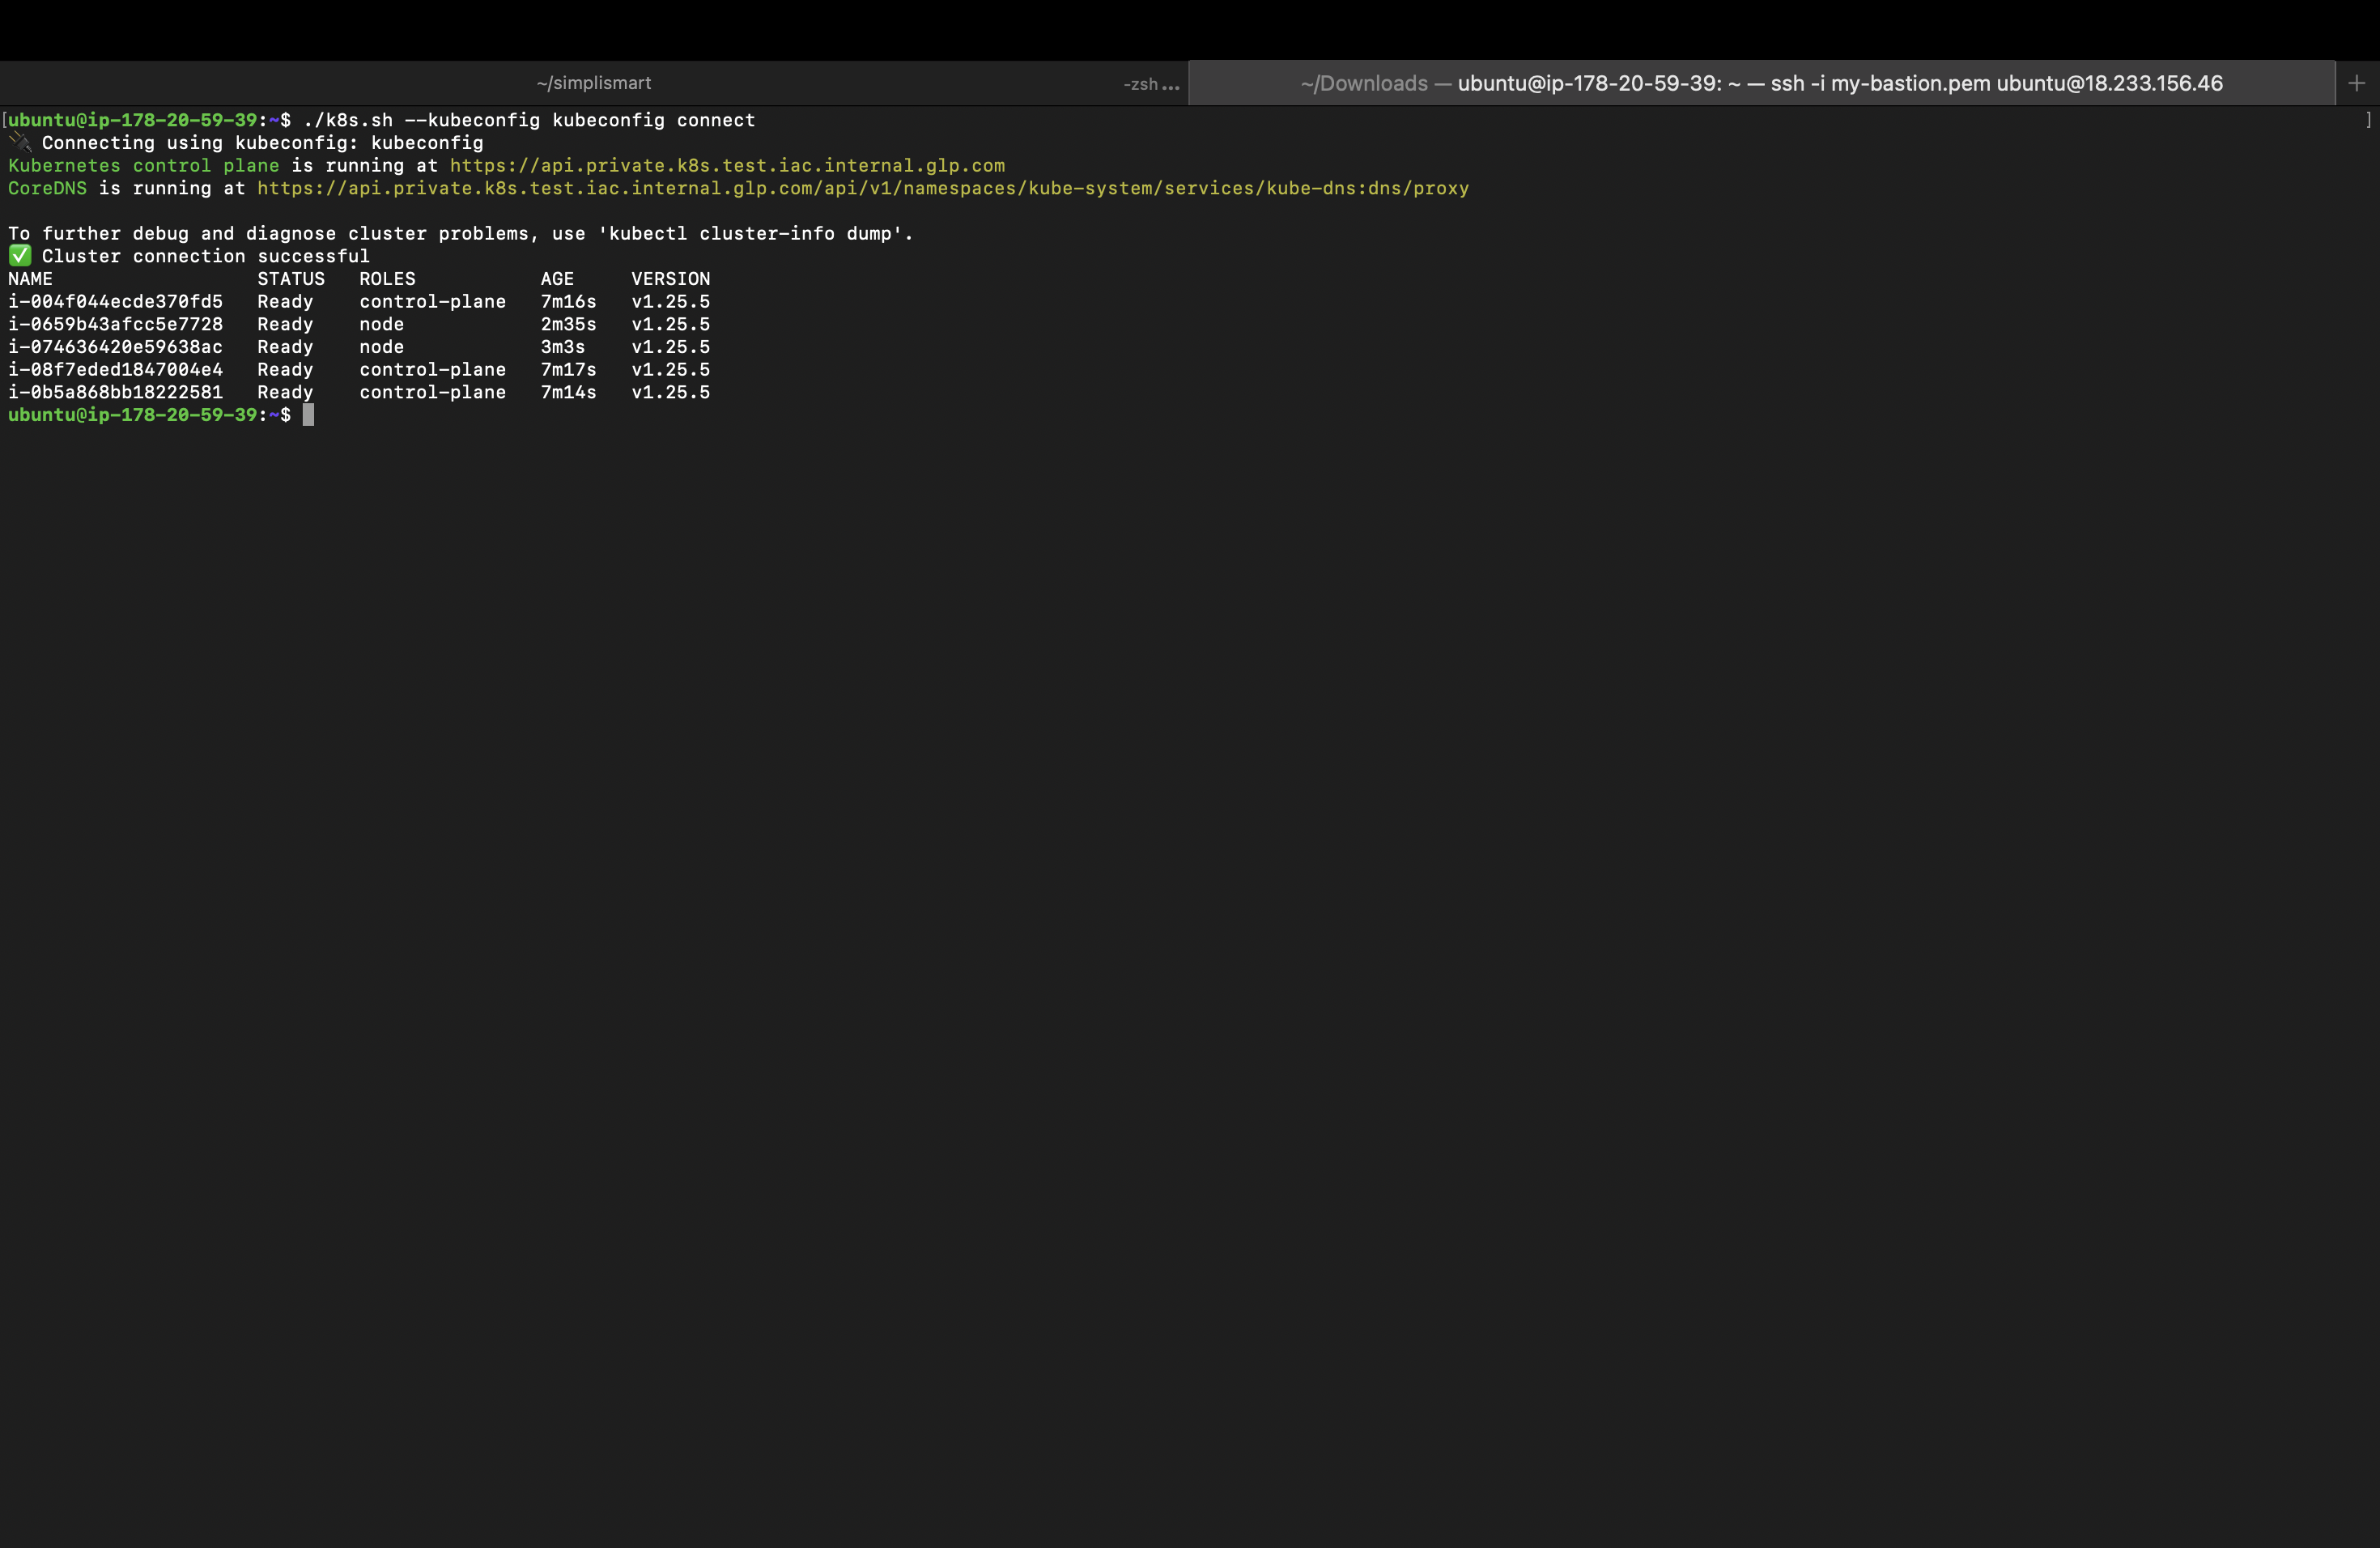 ~/simplismart
-zsh ...
~/Downloads — ubuntu@ip-178-20-59-39: ~ — ssh -i my-bastion.pem ubuntu@18.233.156.46
+
[ubuntu@ip-178-20-59-39:~$ ./k8s.sh --kubeconfig kubeconfig connect ]
🔌 Connecting using kubeconfig: kubeconfig
Kubernetes control plane is running at https://api.private.k8s.test.iac.internal.glp.com
CoreDNS is running at https://api.private.k8s.test.iac.internal.glp.com/api/v1/namespaces/kube-system/services/kube-dns:dns/proxy
To further debug and diagnose cluster problems, use 'kubectl cluster-info dump'.
✅ Cluster connection successful
NAME STATUS ROLES AGE VERSION
i-004f044ecde370fd5 Ready control-plane 7m16s v1.25.5
i-0659b43afcc5e7728 Ready node 2m35s v1.25.5
i-074636420e59638ac Ready node 3m3s v1.25.5
i-08f7eded1847004e4 Ready control-plane 7m17s v1.25.5
i-0b5a868bb18222581 Ready control-plane 7m14s v1.25.5
ubuntu@ip-178-20-59-39:~$